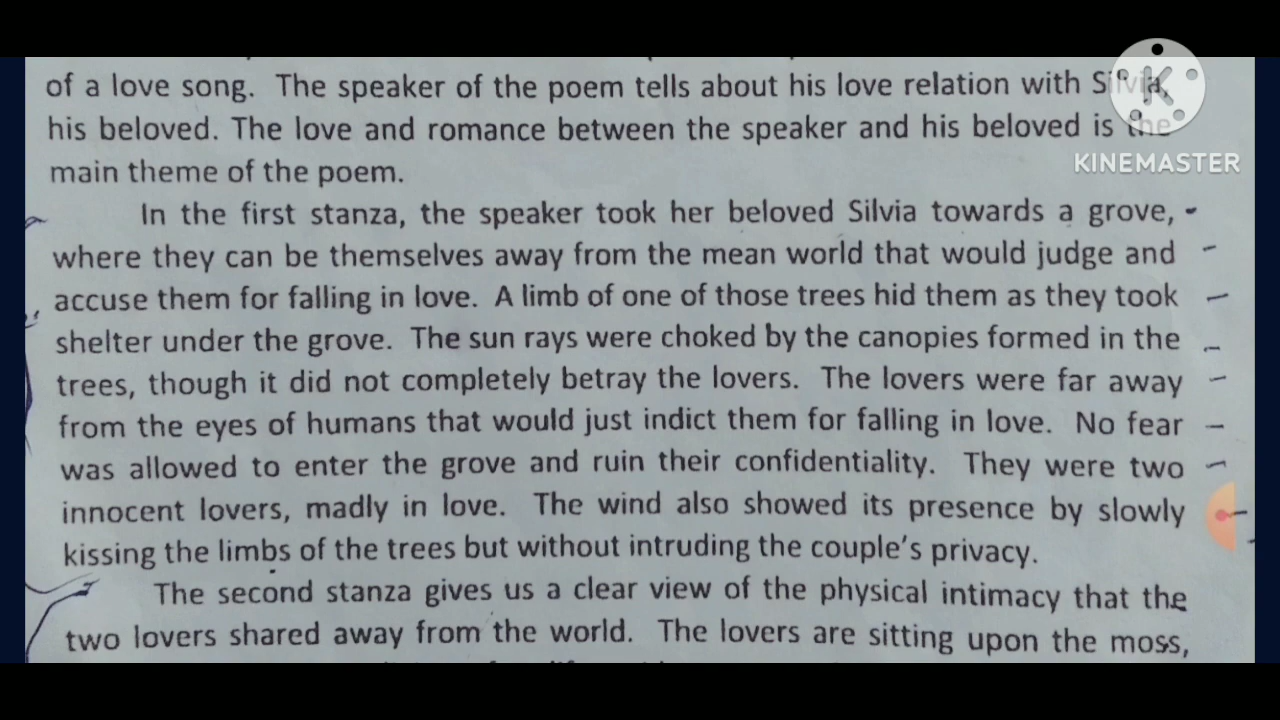 of a love song. The speaker of the poem tells about his love relation with Silvia,
his beloved. The love and romance between the speaker and his beloved is the
main theme of the poem.
KINEMASTER
In the first stanza, the speaker took her beloved Silvia towards a grove,
where they can be themselves away from the mean world that would judge and
accuse them for falling in love. A limb of one of those trees hid them as they took
shelter under the grove. The sun rays were choked by the canopies formed in the
trees, though it did not completely betray the lovers. The lovers were far away
from the eyes of humans that would just indict them for falling in love. No fear
was allowed to enter the grove and ruin their confidentiality. They were two
innocent lovers, madly in love. The wind also showed its presence by slowly
kissing the limbs of the trees but without intruding the couple's privacy.
The second stanza gives us a clear view of the physical intimacy that the
two lovers shared away from the world. The lovers are sitting upon the moss,